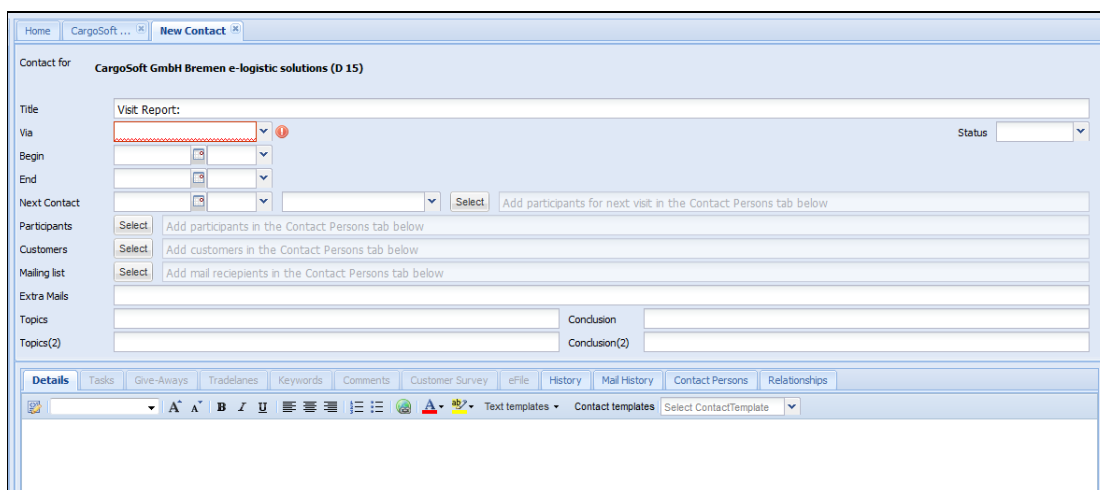 Home CargoSoft ... New Contact
Contact for CargoSoft GmbH Bremen e-logistic solutions (D 15)
Title Visit Report:
Via Status
Begin
End
Next Contact Select Add participants for next visit in the Contact Persons tab below
Participants Select Add participants in the Contact Persons tab below
Customers Select Add customers in the Contact Persons tab below
Mailing list Select Add mail reciepients in the Contact Persons tab below
Extra Mails
Topics Conclusion
Topics(2) Conclusion(2)
Details Tasks Give-Aways Tradelanes Keywords Comments Customer Survey eFile History Mail History Contact Persons Relationships
A A B I U A ab Text templates Contact templates Select ContactTemplate